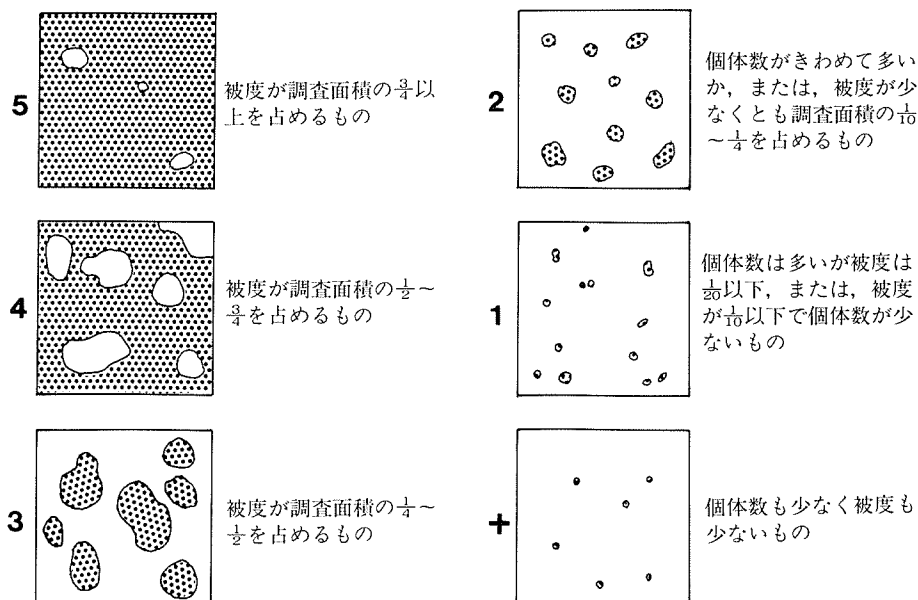 5
被度が調査面積の3/4以
上を占めるもの
4
被度が調査面積の1/2～
3/4を占めるもの
3
被度が調査面積の1/4～
1/2を占めるもの
2
個体数がきわめて多い
か，または，被度が少
なくとも調査面積の1/10
～1/4を占めるもの
1
個体数は多いが被度は
1/20以下，または，被度
が1/10以下で個体数が少
ないもの
+
個体数も少なく被度も
少ないもの